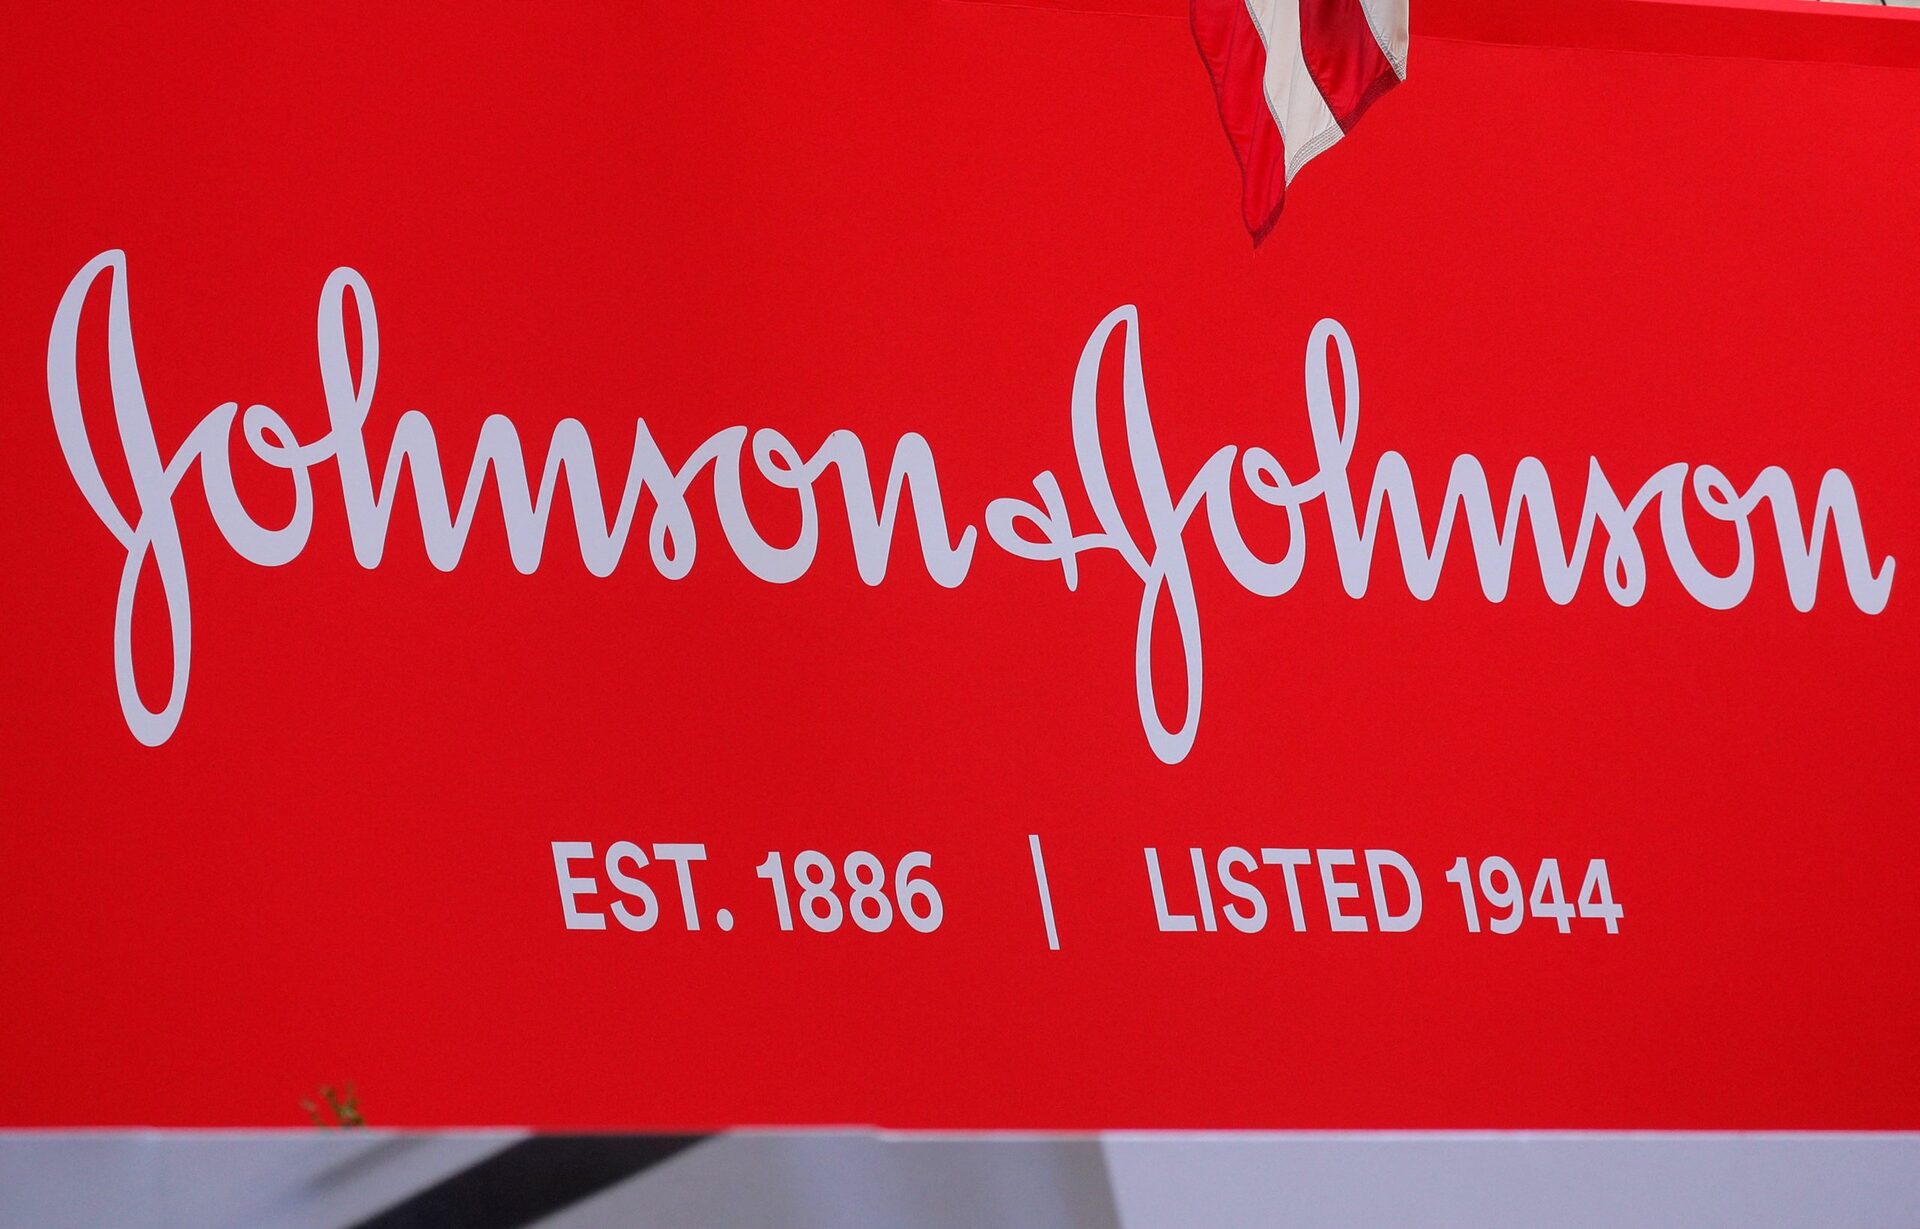 Johnson & Johnson
EST. 1886 | LISTED 1944